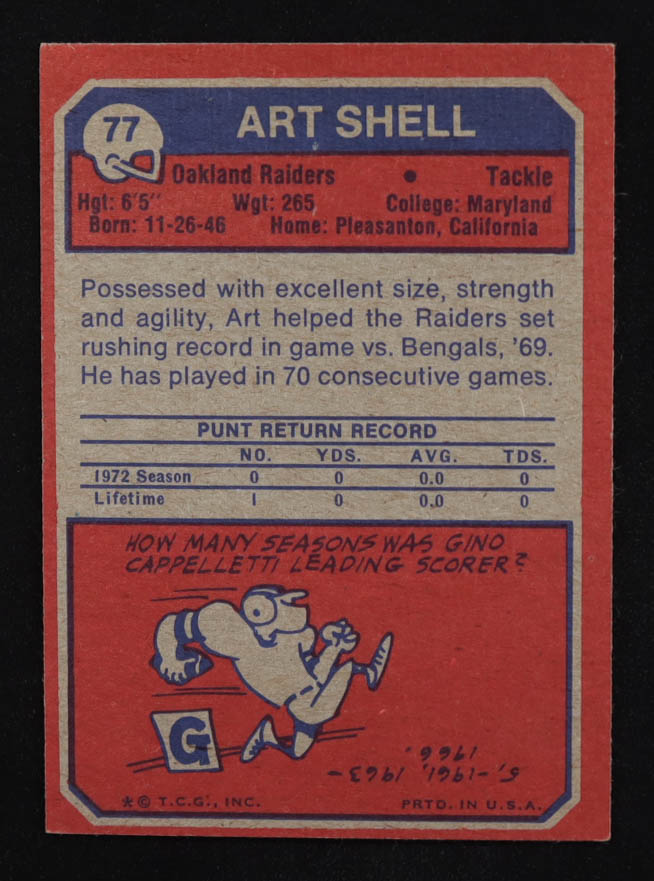 77
ART SHELL
Oakland Raiders • Tackle
Hgt: 6'5" Wgt: 265 College: Maryland
Born: 11-26-46 Home: Pleasanton, California
Possessed with excellent size, strength
and agility, Art helped the Raiders set
rushing record in game vs. Bengals, '69.
He has played in 70 consecutive games.
PUNT RETURN RECORD
NO. YDS. AVG. TDS.
1972 Season 0 0 0.0 0
Lifetime 1 0 0.0 0
HOW MANY SEASONS WAS GINO
CAPPELLETTI LEADING SCORER?
G
5,-1961, 1963-
1966.
*© T.C.G., INC. PRTD. IN U.S.A.